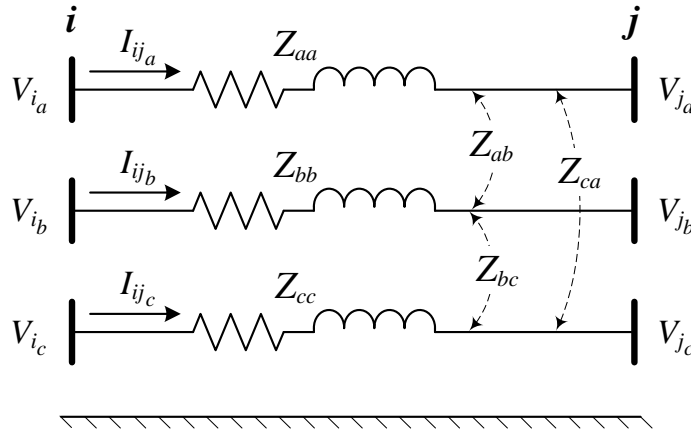 i j
I_{ij_a} Z_{aa}
V_{i_a} V_{j_a}
Z_{ab}
I_{ij_b} Z_{bb} Z_{ca}
V_{i_b} V_{j_b}
Z_{bc}
I_{ij_c} Z_{cc}
V_{i_c} V_{j_c}